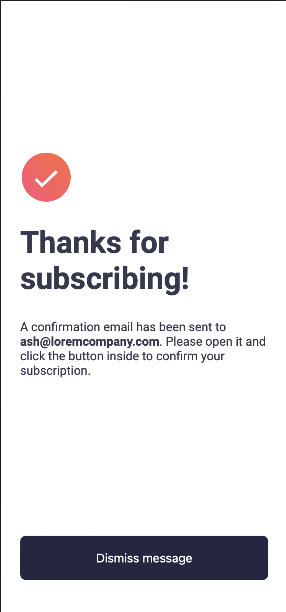 Thanks for
subscribing!
A confirmation email has been sent to
ash@loremcompany.com. Please open it and
click the button inside to confirm your
subscription.
Dismiss message